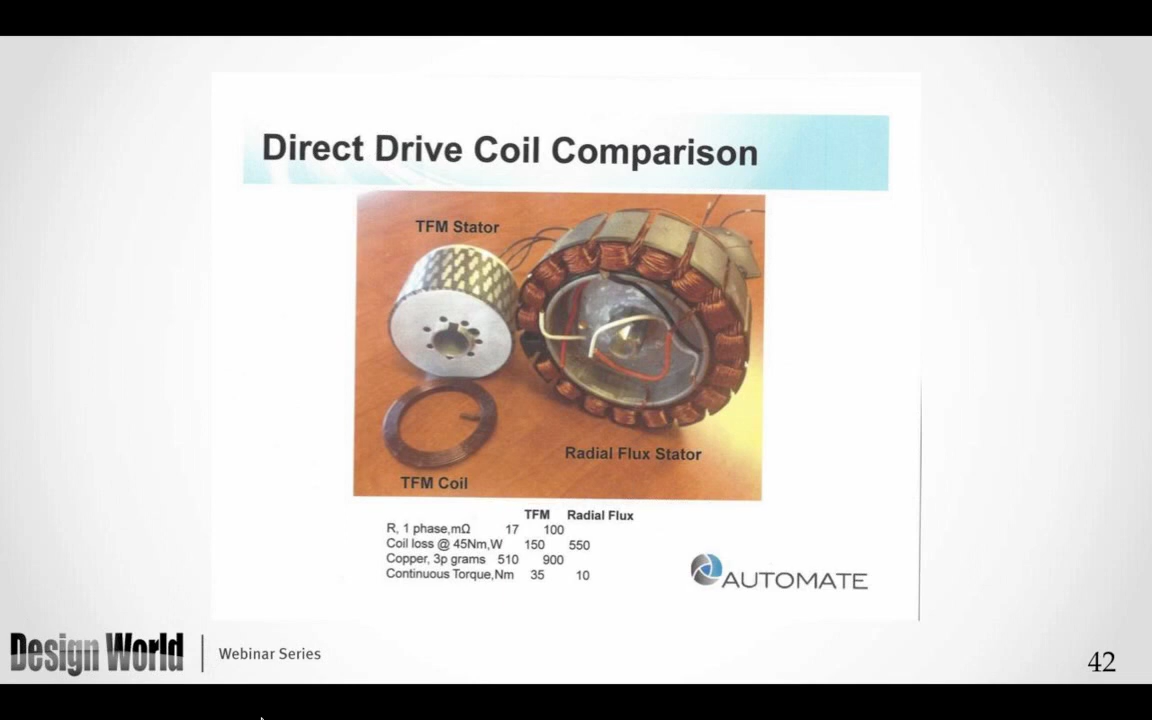 Direct Drive Coil Comparison
TFM Stator
Radial Flux Stator
TFM Coil
TFM Radial Flux
R, 1 phase,mΩ 17 100
Coil loss @ 45Nm,W 150 550
Copper, 3p grams 510 900
Continuous Torque,Nm 35 10
AUTOMATE
Design World
Webinar Series
42